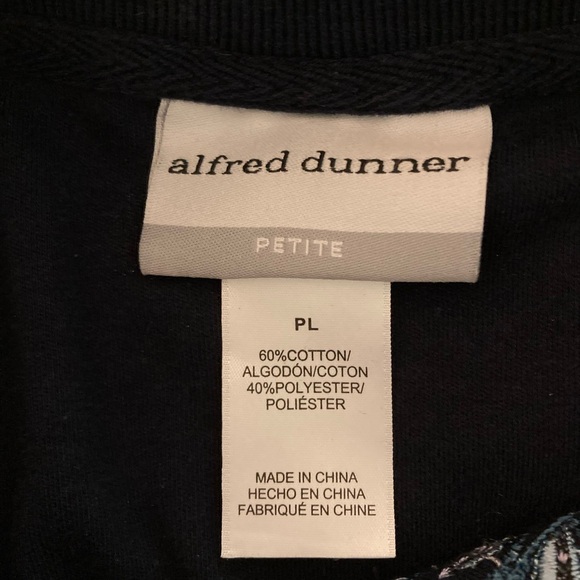 alfred dunner
PETITE
PL
60%COTTON/
ALGODÓN/COTON
40%POLYESTER/
POLIÉSTER
MADE IN CHINA
HECHO EN CHINA
FABRIQUÉ EN CHINE